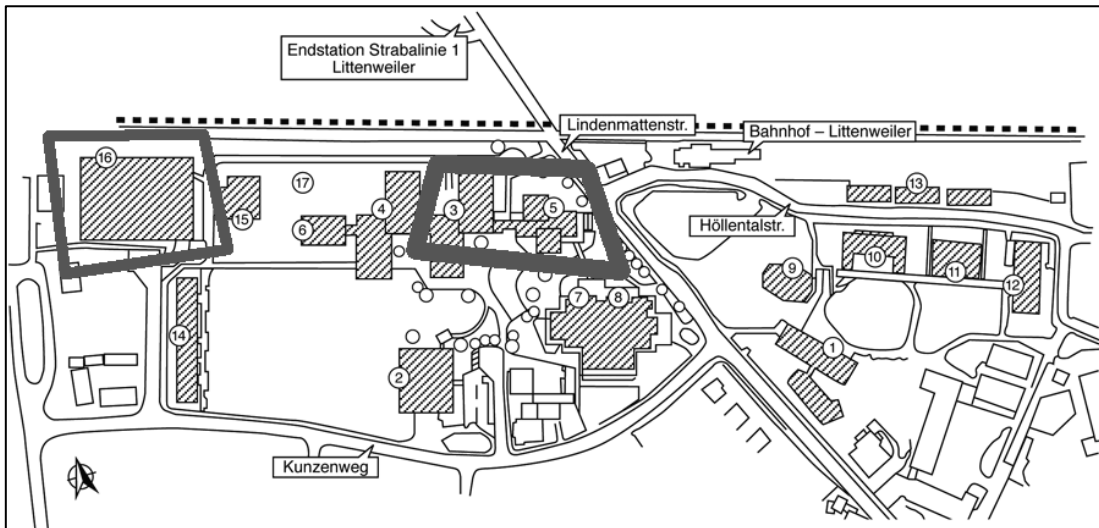 Endstation Strabalinie 1
Littenweiler
Lindenmattenstr.
Bahnhof – Littenweiler
16
17
15
6
4
3
5
13
Höllentalstr.
9
10
11
12
14
7
8
1
2
Kunzenweg